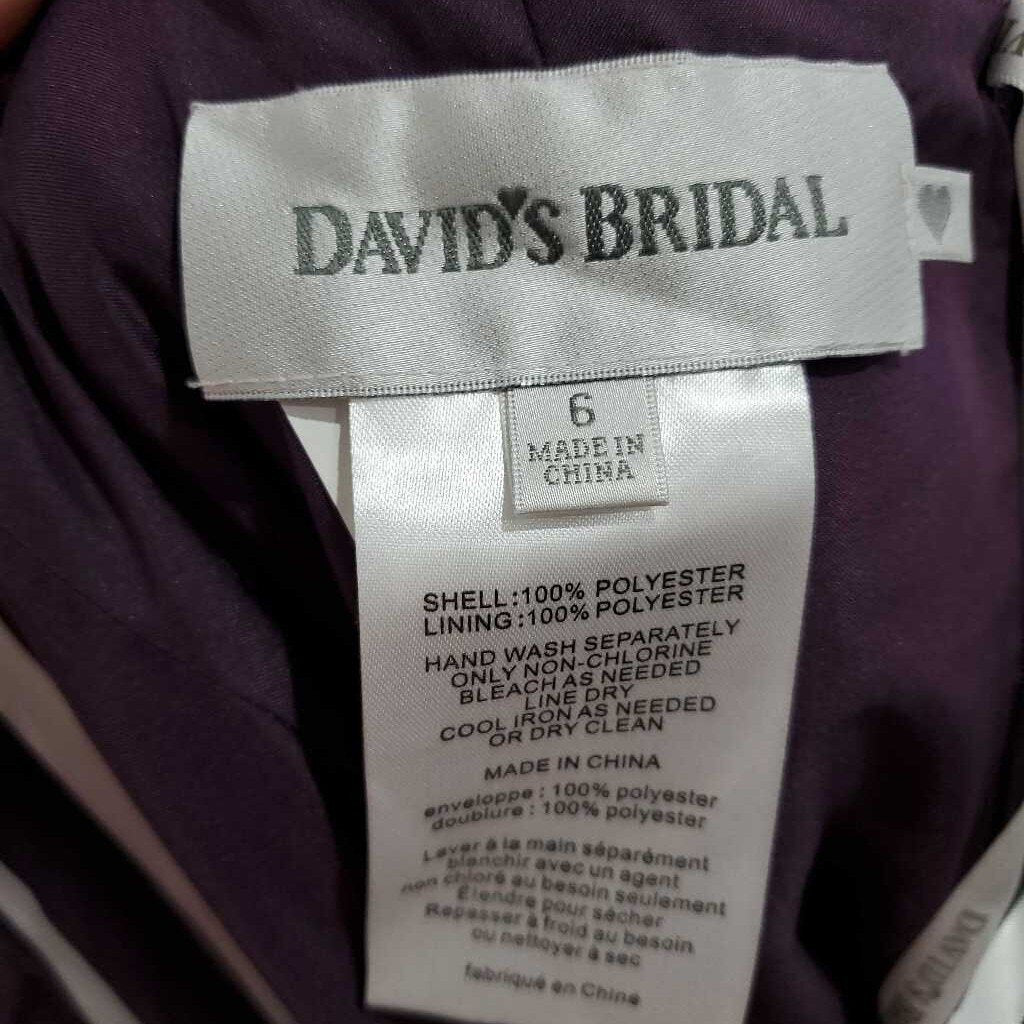 DAVID'S BRIDAL
6
MADE IN
CHINA
SHELL:100% POLYESTER
LINING:100% POLYESTER
HAND WASH SEPARATELY
ONLY NON-CHLORINE
BLEACH AS NEEDED
LINE DRY
COOL IRON AS NEEDED
OR DRY CLEAN
MADE IN CHINA
enveloppe : 100% polyester
doublure : 100% polyester
Laver à la main séparément
blanchir avec un agent
non chloré au besoin seulement
Étendre pour sécher
Repasser à froid au besoin
ou nettoyer à sec
fabriqué en Chine
DAVID'S